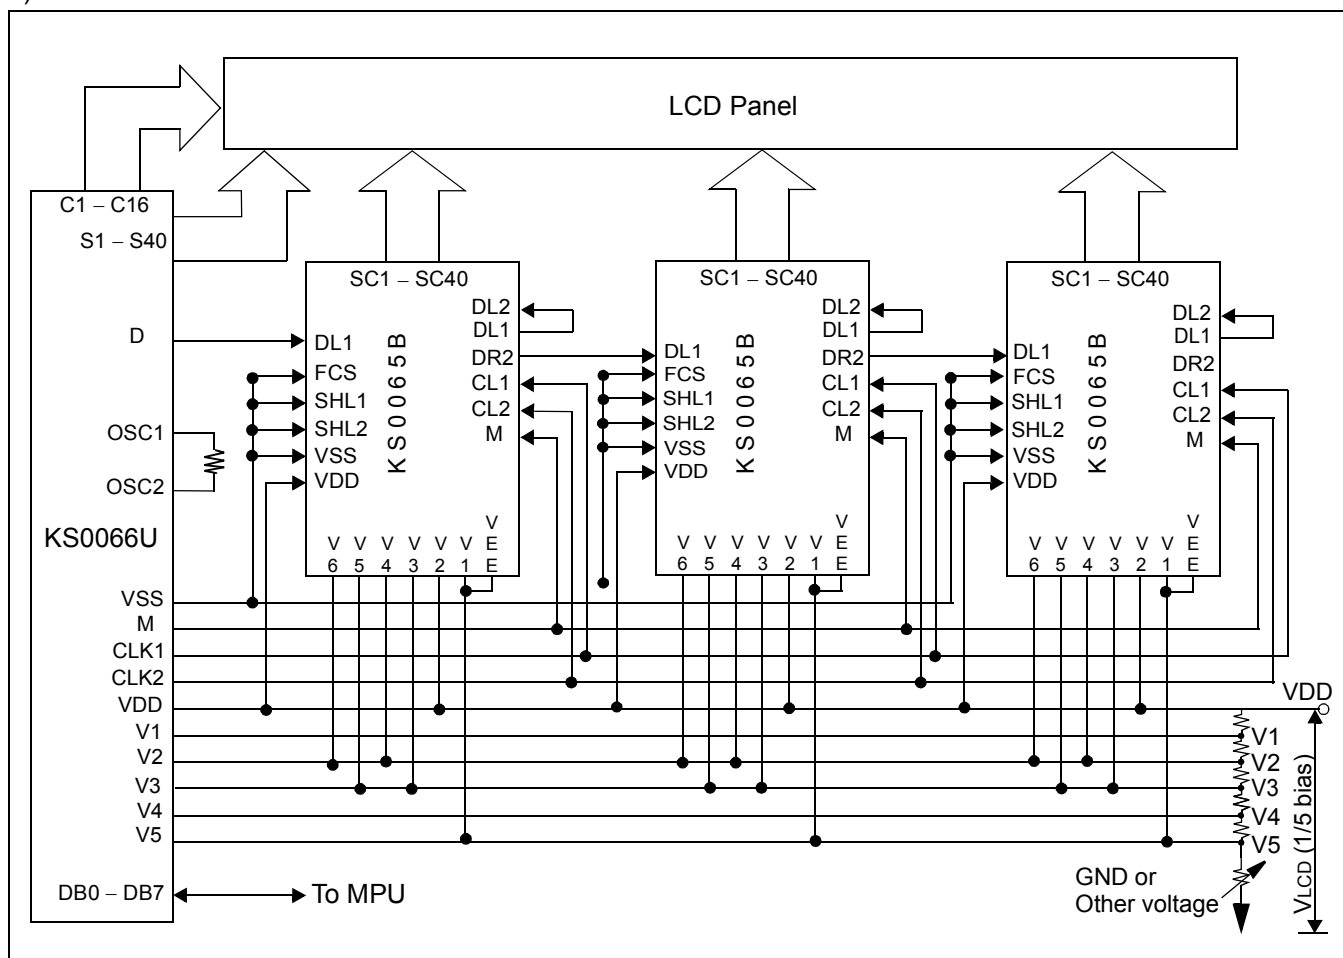 )
LCD Panel
C1 – C16
S1 – S40
D
OSC1
OSC2
KS0066U
VSS
M
CLK1
CLK2
VDD
V1
V2
V3
V4
V5
DB0 – DB7
To MPU
SC1 – SC40
DL2
DL1
DR2
CL1
CL2
M
DL1
FCS
SHL1
SHL2
VSS
VDD
KS0065B
V6
V5
V4
V3
V2
V1
VEE
SC1 – SC40
DL2
DL1
DR2
CL1
CL2
M
DL1
FCS
SHL1
SHL2
VSS
VDD
KS0065B
V6
V5
V4
V3
V2
V1
VEE
SC1 – SC40
DL2
DL1
DR2
CL1
CL2
M
DL1
FCS
SHL1
SHL2
VSS
VDD
KS0065B
V6
V5
V4
V3
V2
V1
VEE
VDD
V1
V2
V3
V4
V5
VLCD (1/5 bias)
GND or
Other voltage